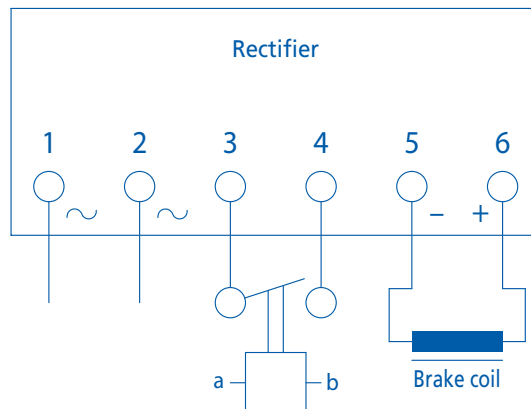 Rectifier
1 2 3 4 5 6
~ ~ – +
a b
Brake coil